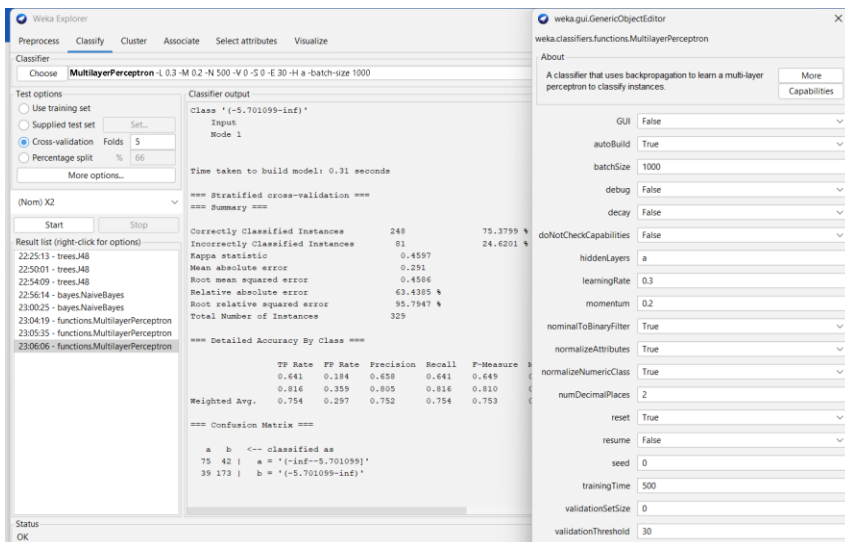 Weka Explorer
Preprocess Classify Cluster Associate Select attributes Visualize
Classifier
Choose MultilayerPerceptron -L 0.3 -M 0.2 -N 500 -V 0 -S 0 -E 30 -H a -batch-size 1000
Test options
Use training set
Supplied test set Set...
Cross-validation Folds 5
Percentage split % 66
More options...
(Nom) X2
Start Stop
Result list (right-click for options)
22:25:13 - trees.J48
22:50:01 - trees.J48
22:54:09 - trees.J48
22:56:14 - bayes.NaiveBayes
23:00:25 - bayes.NaiveBayes
23:04:19 - functions.MultilayerPerceptron
23:05:35 - functions.MultilayerPerceptron
23:06:06 - functions.MultilayerPerceptron
Classifier output
Class '(-5.701099-inf)'
Input
Node 1
Time taken to build model: 0.31 seconds
=== Stratified cross-validation ===
=== Summary ===
Correctly Classified Instances 248 75.3799 %
Incorrectly Classified Instances 81 24.6201 %
Kappa statistic 0.4597
Mean absolute error 0.291
Root mean squared error 0.4586
Relative absolute error 63.4385 %
Root relative squared error 95.7947 %
Total Number of Instances 329
=== Detailed Accuracy By Class ===
TP Rate FP Rate Precision Recall F-Measure
0.641 0.184 0.658 0.641 0.649
0.816 0.359 0.805 0.816 0.810
Weighted Avg. 0.754 0.297 0.752 0.754 0.753
=== Confusion Matrix ===
a b <-- classified as
75 42 | a = '(-inf--5.701099]'
39 173 | b = '(-5.701099-inf)'
Status
OK
weka.gui.GenericObjectEditor
weka.classifiers.functions.MultilayerPerceptron
About
A classifier that uses backpropagation to learn a multi-layer
perceptron to classify instances.
More
Capabilities
GUI False
autoBuild True
batchSize 1000
debug False
decay False
doNotCheckCapabilities False
hiddenLayers a
learningRate 0.3
momentum 0.2
nominalToBinaryFilter True
normalizeAttributes True
normalizeNumericClass True
numDecimalPlaces 2
reset True
resume False
seed 0
trainingTime 500
validationSetSize 0
validationThreshold 30